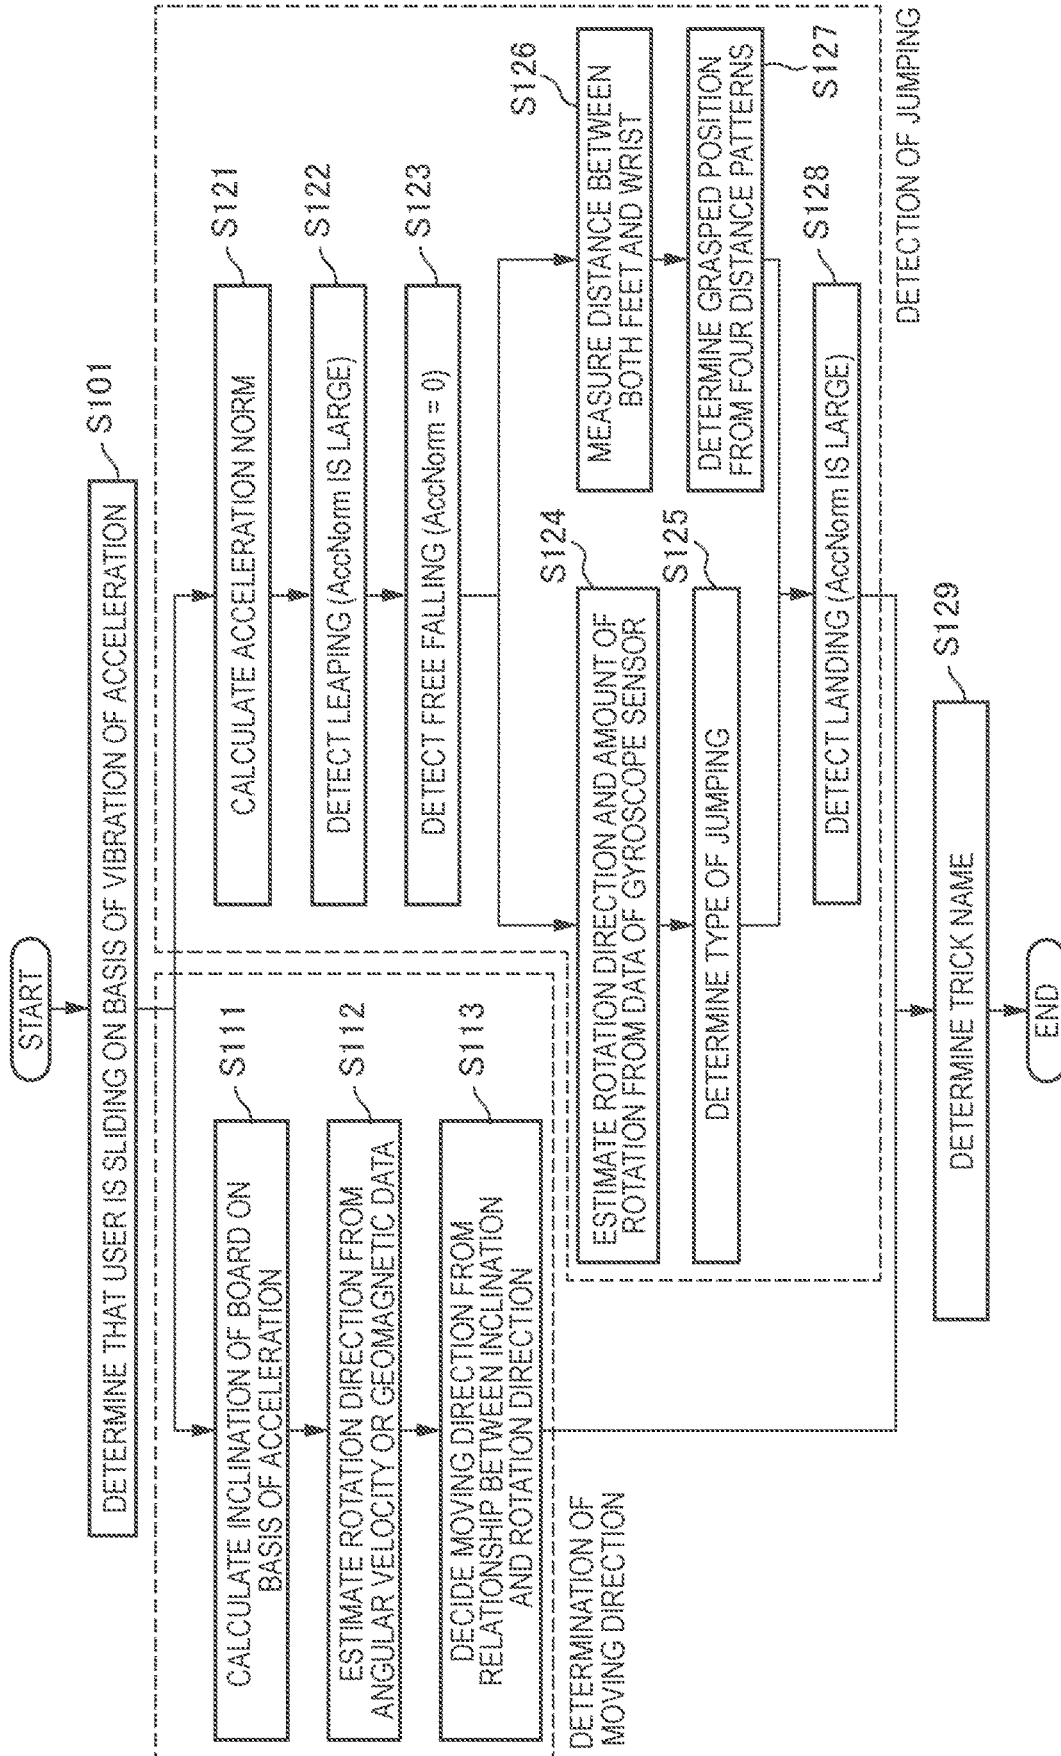 START
DETERMINE THAT USER IS SLIDING ON BASIS OF VIBRATION OF ACCELERATION
S101
CALCULATE INCLINATION OF BOARD ON
BASIS OF ACCELERATION
S111
ESTIMATE ROTATION DIRECTION FROM
ANGULAR VELOCITY OR GEOMAGNETIC DATA
S112
DECIDE MOVING DIRECTION FROM
RELATIONSHIP BETWEEN INCLINATION
AND ROTATION DIRECTION
S113
DETERMINATION OF
MOVING DIRECTION
CALCULATE ACCELERATION NORM
S121
DETECT LEAPING (AccNorm IS LARGE)
S122
DETECT FREE FALLING (AccNorm = 0)
S123
ESTIMATE ROTATION DIRECTION AND AMOUNT OF
ROTATION FROM DATA OF GYROSCOPE SENSOR
S124
DETERMINE TYPE OF JUMPING
S125
MEASURE DISTANCE BETWEEN
BOTH FEET AND WRIST
S126
DETERMINE GRASPED POSITION
FROM FOUR DISTANCE PATTERNS
S127
DETECT LANDING (AccNorm IS LARGE)
S128
DETECTION OF JUMPING
DETERMINE TRICK NAME
S129
END